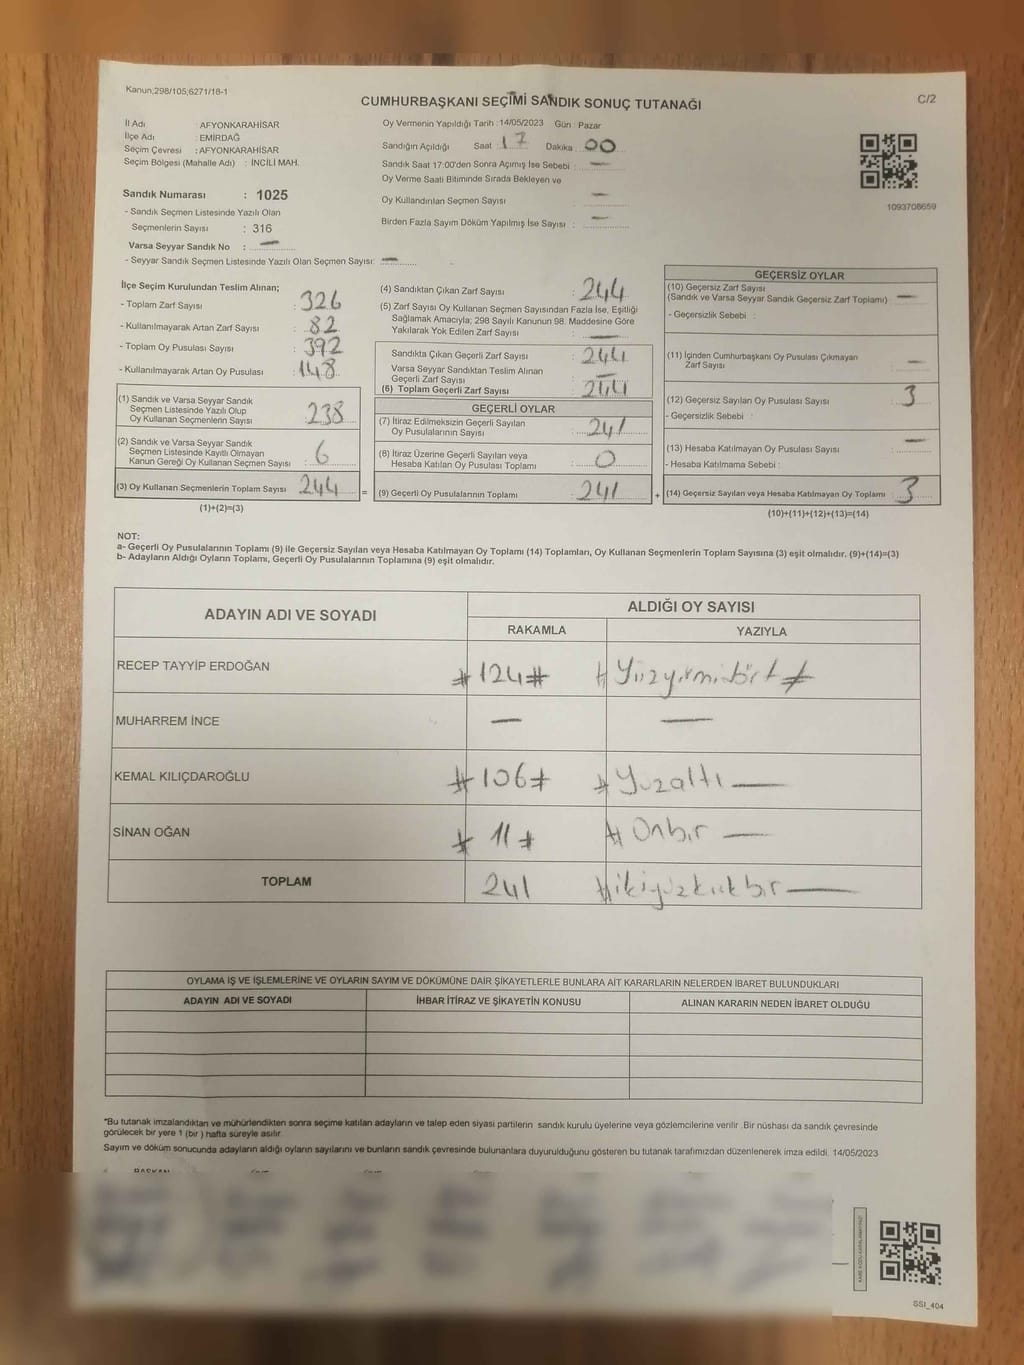 Kanun,298/105;6271/18-1
CUMHURBAŞKANI SEÇİMİ SANDIK SONUÇ TUTANAĞI
C/2
İl Adı : AFYONKARAHİSAR
İlçe Adı : EMİRDAĞ
Seçim Çevresi : AFYONKARAHİSAR
Seçim Bölgesi (Mahalle Adı) : İNCİLİ MAH.
Oy Vermenin Yapıldığı Tarih : 14/05/2023 Gün : Pazar
Sandığın Açıldığı Saat 17 Dakika 00
Sandık Saat 17:00'den Sonra Açımış İse Sebebi : —
Oy Verme Saati Bitiminde Sırada Bekleyen ve
Oy Kullandırılan Seçmen Sayısı —
Birden Fazla Sayım Döküm Yapılmış İse Sayısı : —
1093708659
Sandık Numarası : 1025
- Sandık Seçmen Listesinde Yazılı Olan
Seçmenlerin Sayısı : 316
Varsa Seyyar Sandık No : —
- Seyyar Sandık Seçmen Listesinde Yazılı Olan Seçmen Sayısı: —
İlçe Seçim Kurulundan Teslim Alınan;
- Toplam Zarf Sayısı : 326
- Kullanılmayarak Artan Zarf Sayısı : 82
- Toplam Oy Pusulası Sayısı : 392
- Kullanılmayarak Artan Oy Pusulası : 148
(1) Sandık ve Varsa Seyyar Sandık
Seçmen Listesinde Yazılı Olup
Oy Kullanan Seçmenlerin Sayısı : 238
(2) Sandık ve Varsa Seyyar Sandık
Seçmen Listesinde Kayıtlı Olmayan
Kanun Gereği Oy Kullanan Seçmen Sayısı : 6
(3) Oy Kullanan Seçmenlerin Toplam Sayısı : 244
(1)+(2)=(3)
(4) Sandıktan Çıkan Zarf Sayısı : 244
(5) Zarf Sayısı Oy Kullanan Seçmen Sayısından Fazla İse, Eşitliği
Sağlamak Amacıyla; 298 Sayılı Kanunun 98. Maddesine Göre
Yakılarak Yok Edilen Zarf Sayısı : —
Sandıkta Çıkan Geçerli Zarf Sayısı : 244
Varsa Seyyar Sandıktan Teslim Alınan
Geçerli Zarf Sayısı : —
(6) Toplam Geçerli Zarf Sayısı : 244
GEÇERLİ OYLAR
(7) İtiraz Edilmeksizin Geçerli Sayılan
Oy Pusulalarının Sayısı : 241
(8) İtiraz Üzerine Geçerli Sayılan veya
Hesaba Katılan Oy Pusulası Toplamı : 0
= (9) Geçerli Oy Pusulalarının Toplamı : 241
GEÇERSİZ OYLAR
(10) Geçersiz Zarf Sayısı
(Sandık ve Varsa Seyyar Sandık Geçersiz Zarf Toplamı) : —
- Geçersizlik Sebebi :
(11) İçinden Cumhurbaşkanı Oy Pusulası Çıkmayan
Zarf Sayısı : —
(12) Geçersiz Sayılan Oy Pusulası Sayısı : 3
- Geçersizlik Sebebi :
(13) Hesaba Katılmayan Oy Pusulası Sayısı : —
- Hesaba Katılmama Sebebi :
+ (14) Geçersiz Sayılan veya Hesaba Katılmayan Oy Toplamı : 3
(10)+(11)+(12)+(13)=(14)
NOT:
a- Geçerli Oy Pusulalarının Toplamı (9) ile Geçersiz Sayılan veya Hesaba Katılmayan Oy Toplamı (14) Toplamları, Oy Kullanan Seçmenlerin Toplam Sayısına (3) eşit olmalıdır. (9)+(14)=(3)
b- Adayların Aldığı Oyların Toplamı, Geçerli Oy Pusulalarının Toplamına (9) eşit olmalıdır.
ADAYIN ADI VE SOYADI
ALDIĞI OY SAYISI
RAKAMLA YAZIYLA
RECEP TAYYİP ERDOĞAN #124# #Yüzyirmidört#
MUHARREM İNCE — —
KEMAL KILIÇDAROĞLU #106# #Yuzaltı—
SİNAN OĞAN #11# #Onbir—
TOPLAM 241 #ikiyüzkırkbir—
OYLAMA İŞ VE İŞLEMLERİNE VE OYLARIN SAYIM VE DÖKÜMÜNE DAİR ŞİKAYETLERLE BUNLARA AİT KARARLARIN NELERDEN İBARET BULUNDUKLARI
ADAYIN ADI VE SOYADI İHBAR İTİRAZ VE ŞİKAYETİN KONUSU ALINAN KARARIN NEDEN İBARET OLDUĞU
*Bu tutanak imzalandıktan ve mühürlendikten sonra seçime katılan adayların ve talep eden siyasi partilerin sandık kurulu üyelerine veya gözlemcilerine verilir. Bir nüshası da sandık çevresinde
görülecek bir yere 1 (bir) hafta süreyle asılır.
Sayım ve döküm sonucunda adayların aldığı oyların sayılarını ve bunların sandık çevresinde bulunanlara duyurulduğunu gösteren bu tutanak tarafımızdan düzenlenerek imza edildi. 14/05/2023
BAŞKAN
SSI_404